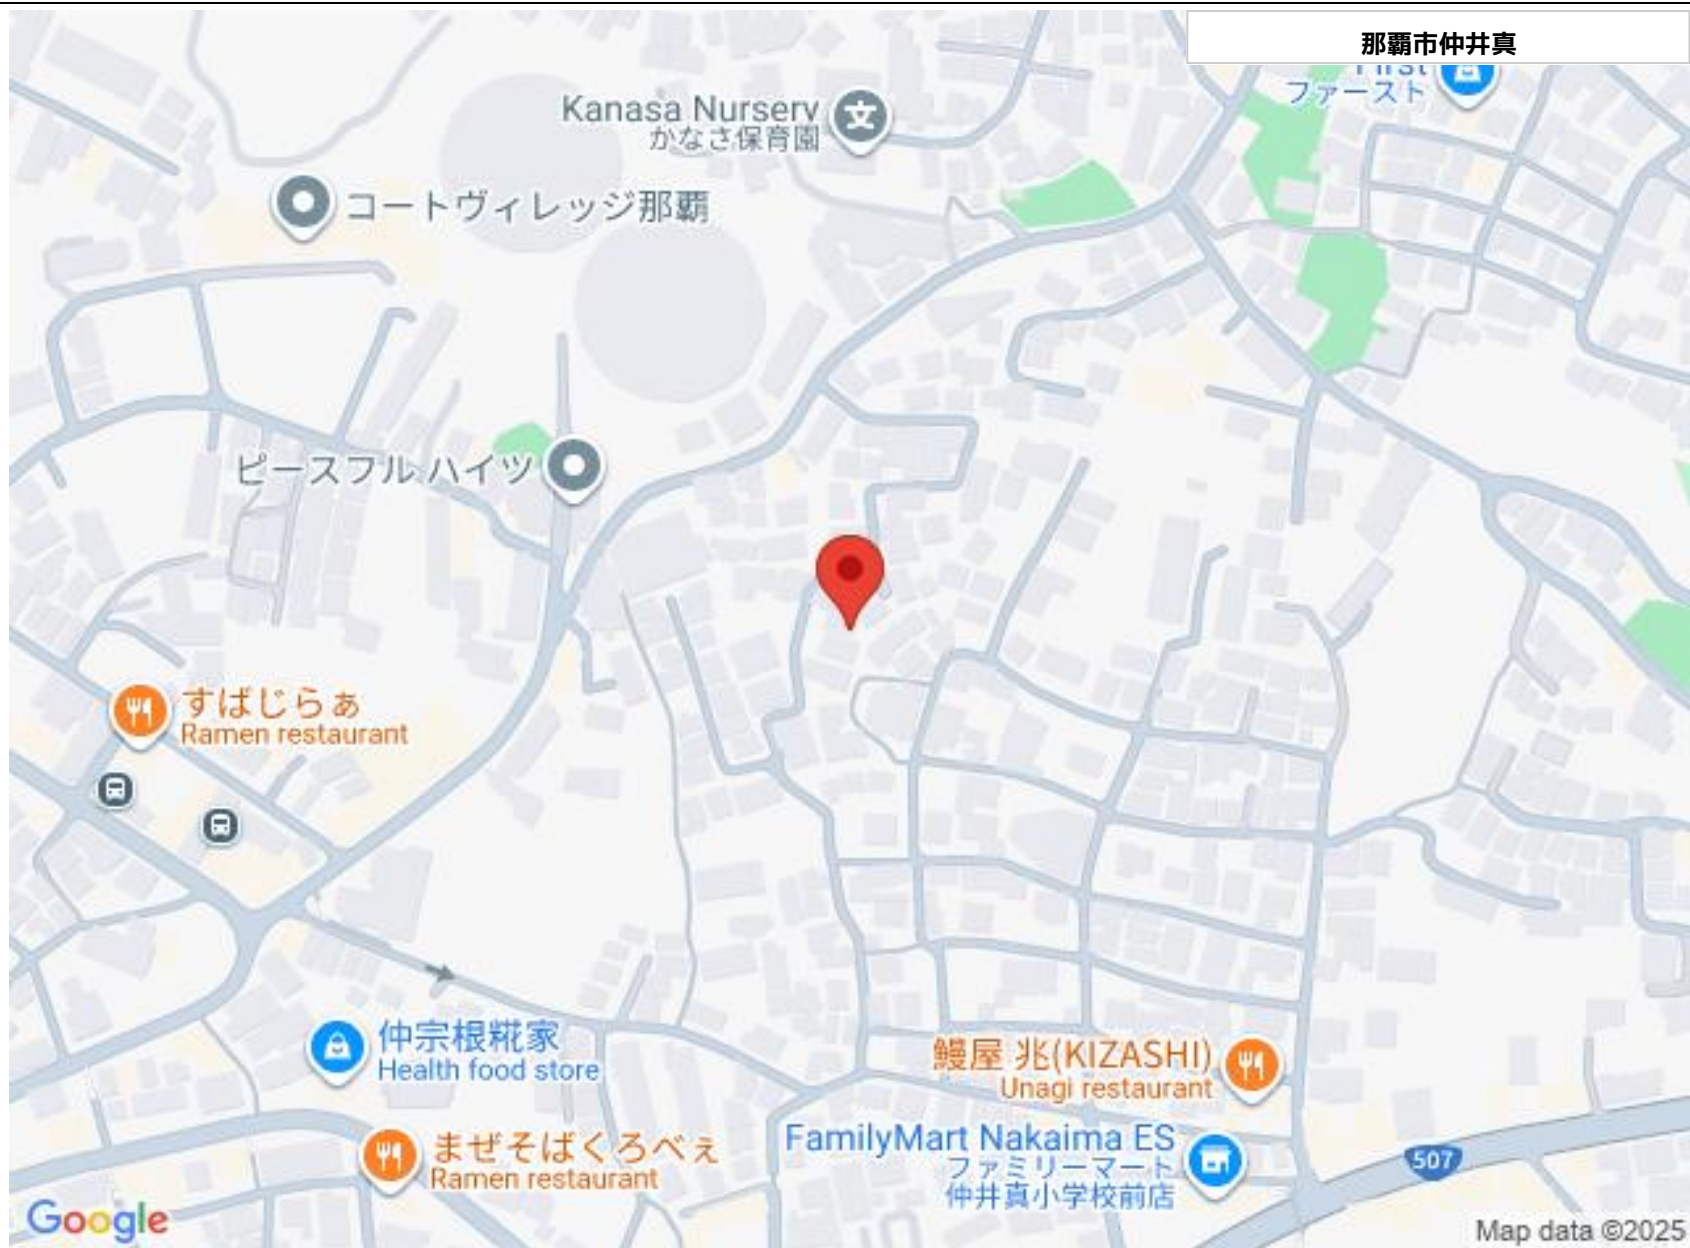 那覇市仲井真
First
ファースト
Kanasa Nursery
かなさ保育園
コートヴィレッジ那覇
ピースフル ハイツ
すばじらぁ
Ramen restaurant
仲宗根糀家
Health food store
鰻屋 兆(KIZASHI)
Unagi restaurant
FamilyMart Nakaima ES
ファミリーマート
仲井真小学校前店
まぜそばくろべぇ
Ramen restaurant
507
Google
Map data ©2025